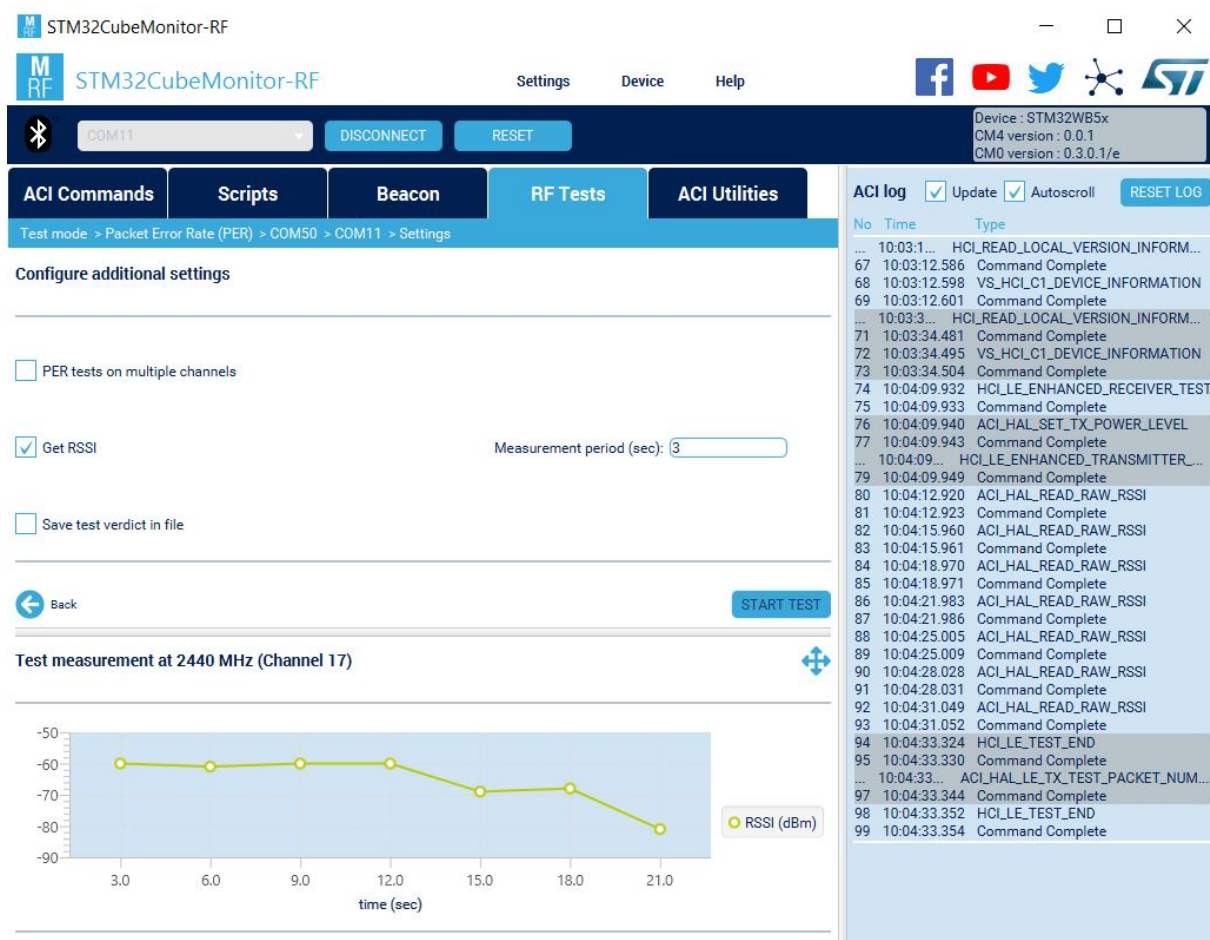 STM32CubeMonitor-RF
M
RF
STM32CubeMonitor-RF
Settings
Device
Help
COM11
DISCONNECT
RESET
Device : STM32WB5x
CM4 version : 0.0.1
CM0 version : 0.3.0.1/e
ACI Commands
Scripts
Beacon
RF Tests
ACI Utilities
Test mode > Packet Error Rate (PER) > COM50 > COM11 > Settings
Configure additional settings
PER tests on multiple channels
Get RSSI
Measurement period (sec): 3
Save test verdict in file
Back
START TEST
Test measurement at 2440 MHz (Channel 17)
-50
-60
-70
-80
-90
3.0 6.0 9.0 12.0 15.0 18.0 21.0
time (sec)
RSSI (dBm)
ACI log Update Autoscroll RESET LOG
No Time Type
... 10:03:1... HCI_READ_LOCAL_VERSION_INFORM...
67 10:03:12.586 Command Complete
68 10:03:12.598 VS_HCI_C1_DEVICE_INFORMATION
69 10:03:12.601 Command Complete
... 10:03:3... HCI_READ_LOCAL_VERSION_INFORM...
71 10:03:34.481 Command Complete
72 10:03:34.495 VS_HCI_C1_DEVICE_INFORMATION
73 10:03:34.504 Command Complete
74 10:04:09.932 HCI_LE_ENHANCED_RECEIVER_TEST
75 10:04:09.933 Command Complete
76 10:04:09.940 ACI_HAL_SET_TX_POWER_LEVEL
77 10:04:09.943 Command Complete
... 10:04:09... HCI_LE_ENHANCED_TRANSMITTER_...
79 10:04:09.949 Command Complete
80 10:04:12.920 ACI_HAL_READ_RAW_RSSI
81 10:04:12.923 Command Complete
82 10:04:15.960 ACI_HAL_READ_RAW_RSSI
83 10:04:15.961 Command Complete
84 10:04:18.970 ACI_HAL_READ_RAW_RSSI
85 10:04:18.971 Command Complete
86 10:04:21.983 ACI_HAL_READ_RAW_RSSI
87 10:04:21.986 Command Complete
88 10:04:25.005 ACI_HAL_READ_RAW_RSSI
89 10:04:25.009 Command Complete
90 10:04:28.028 ACI_HAL_READ_RAW_RSSI
91 10:04:28.031 Command Complete
92 10:04:31.049 ACI_HAL_READ_RAW_RSSI
93 10:04:31.052 Command Complete
94 10:04:33.324 HCI_LE_TEST_END
95 10:04:33.330 Command Complete
... 10:04:33... ACI_HAL_LE_TX_TEST_PACKET_NUM...
97 10:04:33.344 Command Complete
98 10:04:33.352 HCI_LE_TEST_END
99 10:04:33.354 Command Complete